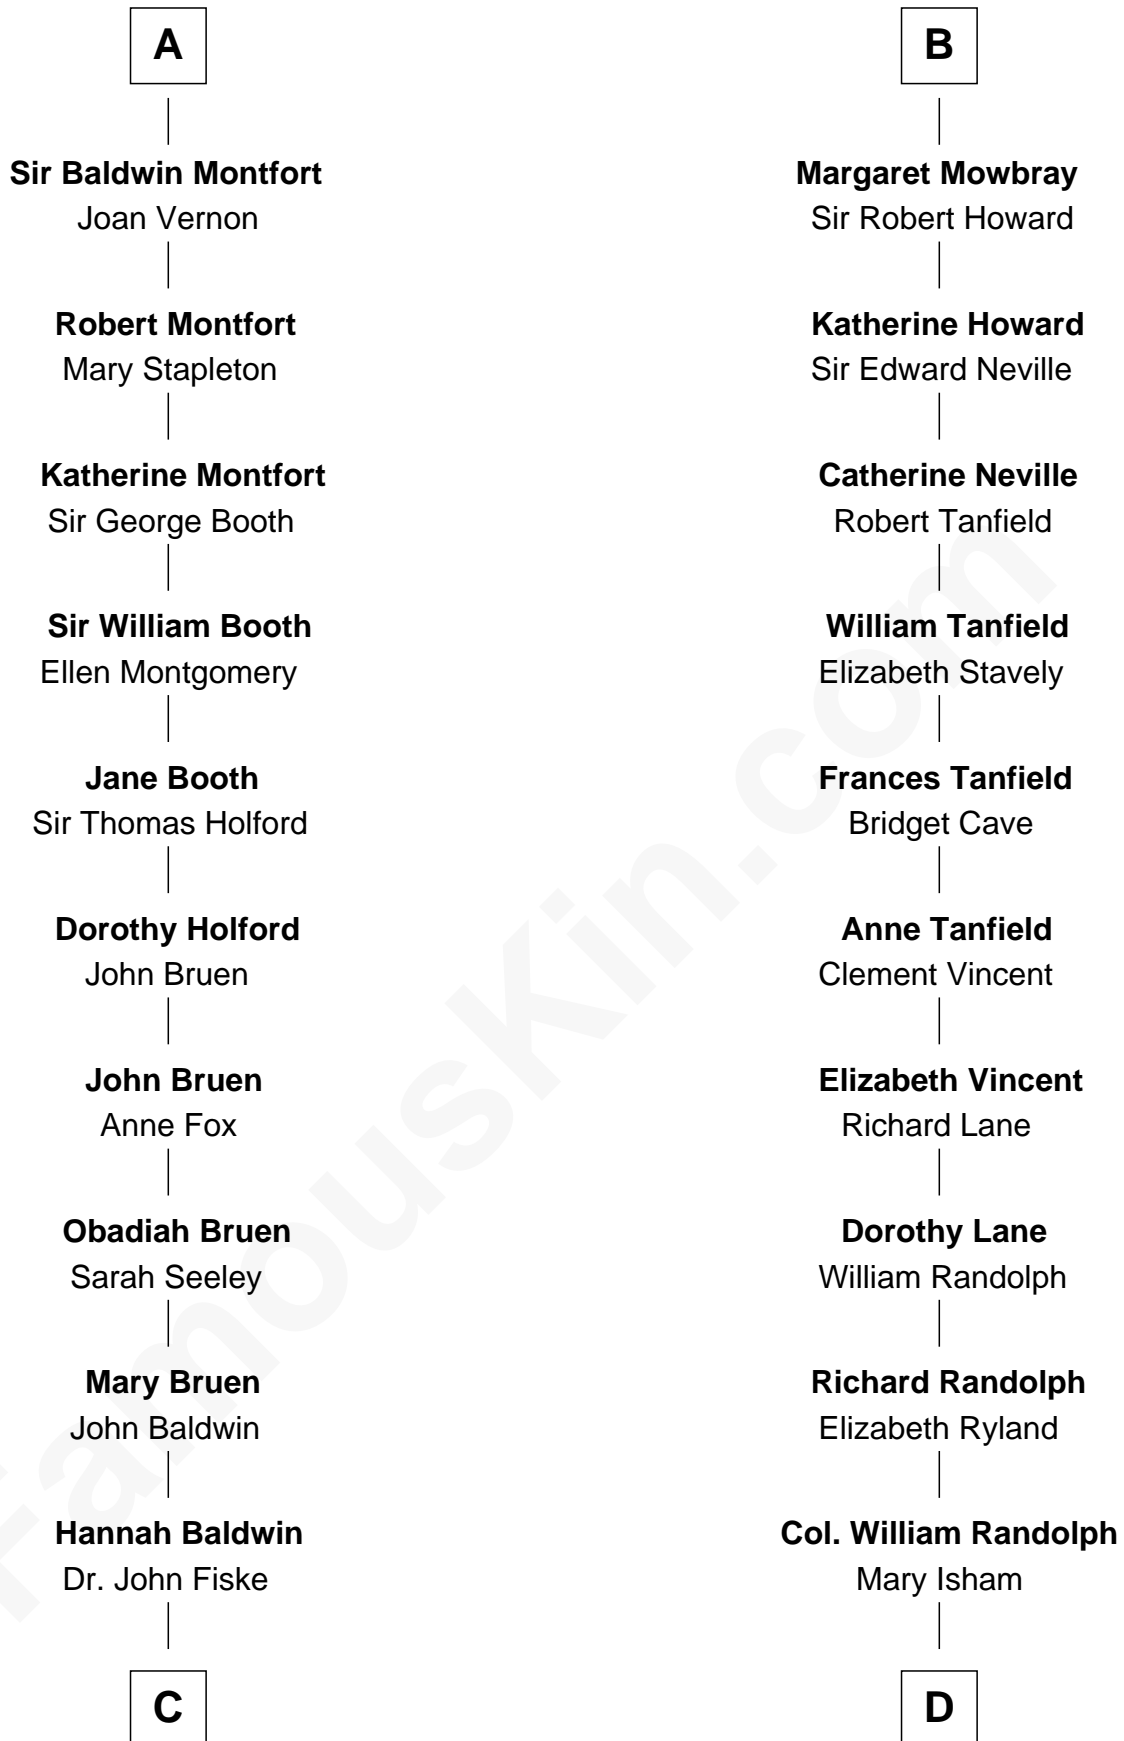 A
Sir Baldwin Montfort
Joan Vernon
Robert Montfort
Mary Stapleton
Katherine Montfort
Sir George Booth
Sir William Booth
Ellen Montgomery
Jane Booth
Sir Thomas Holford
Dorothy Holford
John Bruen
John Bruen
Anne Fox
Obadiah Bruen
Sarah Seeley
Mary Bruen
John Baldwin
Hannah Baldwin
Dr. John Fiske
C
B
Margaret Mowbray
Sir Robert Howard
Katherine Howard
Sir Edward Neville
Catherine Neville
Robert Tanfield
William Tanfield
Elizabeth Stavely
Frances Tanfield
Bridget Cave
Anne Tanfield
Clement Vincent
Elizabeth Vincent
Richard Lane
Dorothy Lane
William Randolph
Richard Randolph
Elizabeth Ryland
Col. William Randolph
Mary Isham
D
FamousKin.com